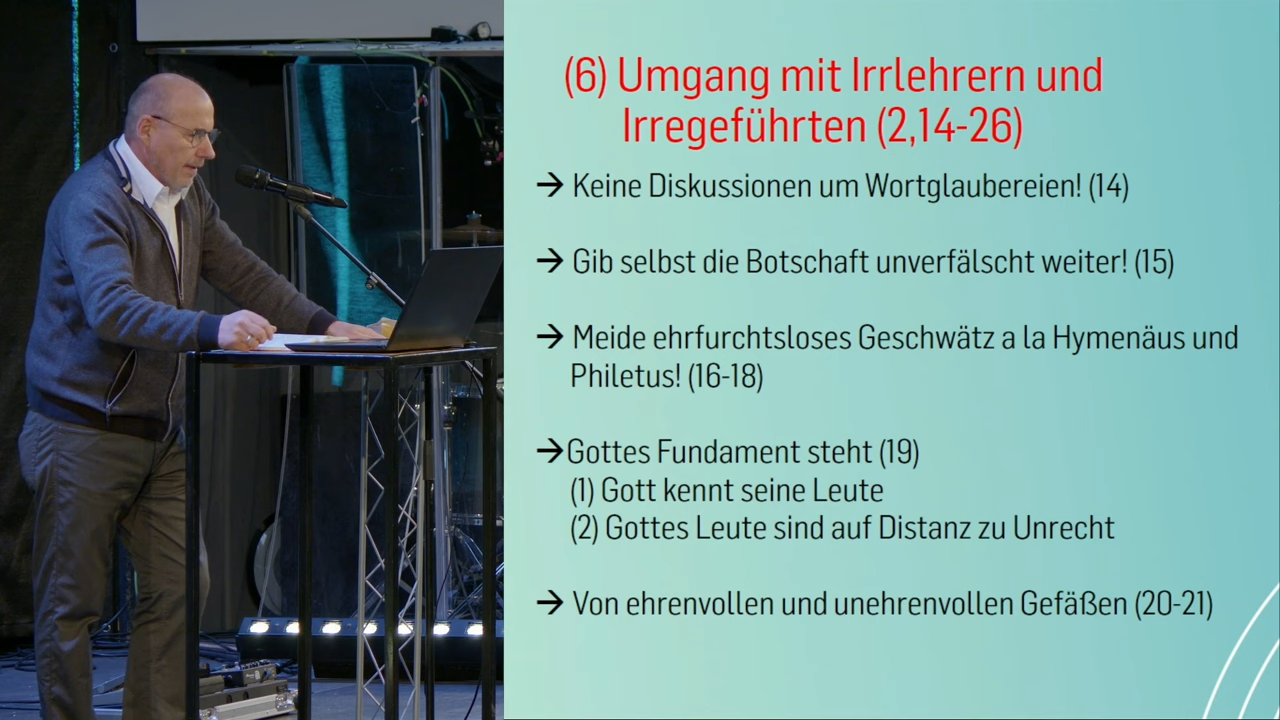 (6) Umgang mit Irrlehrern und
Irregeführten (2,14-26)
→ Keine Diskussionen um Wortglaubereien! (14)
→ Gib selbst die Botschaft unverfälscht weiter! (15)
→ Meide ehrfurchtsloses Geschwätz a la Hymenäus und
Philetus! (16-18)
→Gottes Fundament steht (19)
(1) Gott kennt seine Leute
(2) Gottes Leute sind auf Distanz zu Unrecht
→ Von ehrenvollen und unehrenvollen Gefäßen (20-21)